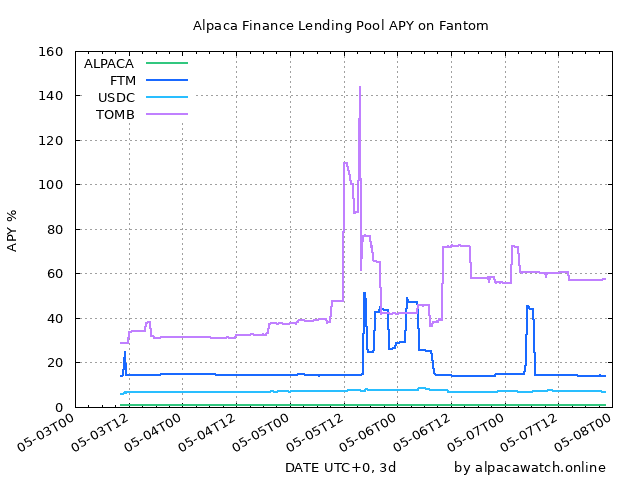 Alpaca Finance Lending Pool APY on Fantom
160
140
120
100
80
60
40
20
0
APY %
ALPACA
FTM
USDC
TOMB
05-03T00
05-03T12
05-04T00
05-04T12
05-05T00
05-05T12
05-06T00
05-06T12
05-07T00
05-07T12
05-08T00
DATE UTC+0, 3d
by alpacawatch.online